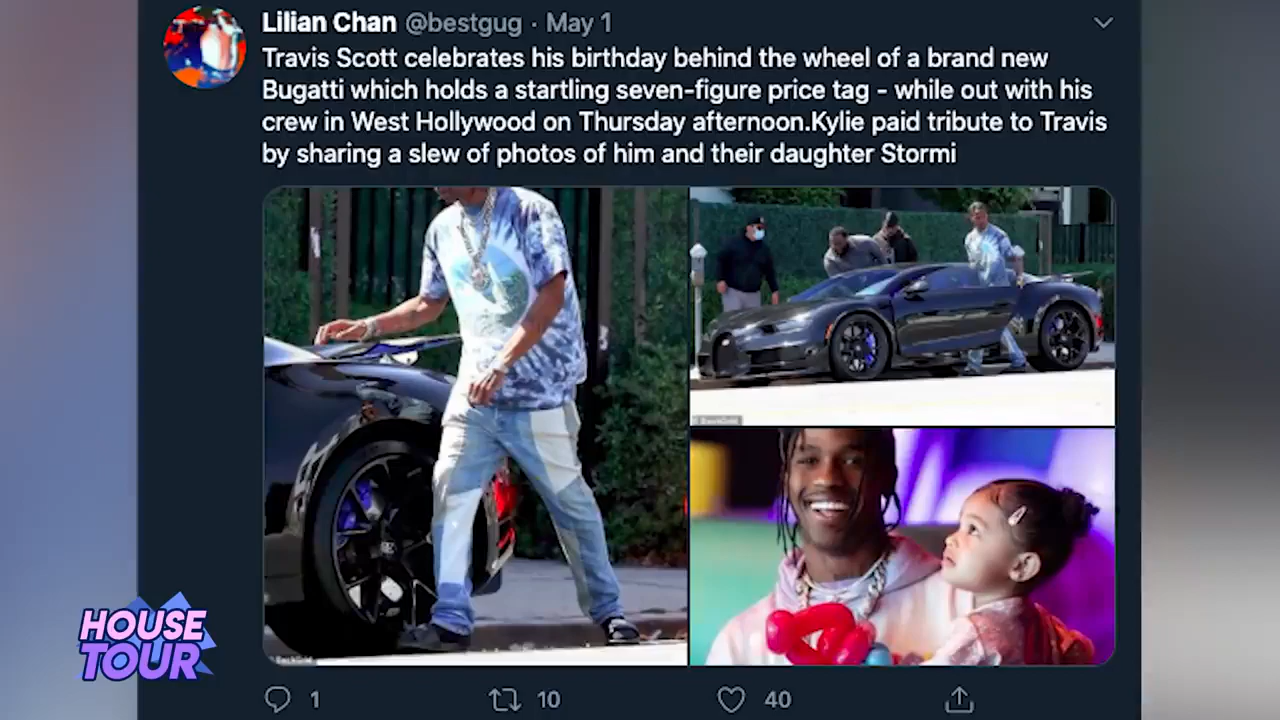 Lilian Chan @bestgug · May 1
Travis Scott celebrates his birthday behind the wheel of a brand new
Bugatti which holds a startling seven-figure price tag - while out with his
crew in West Hollywood on Thursday afternoon.Kylie paid tribute to Travis
by sharing a slew of photos of him and their daughter Stormi
BackGrid
BackGrid
HOUSE
TOUR
1 10 40